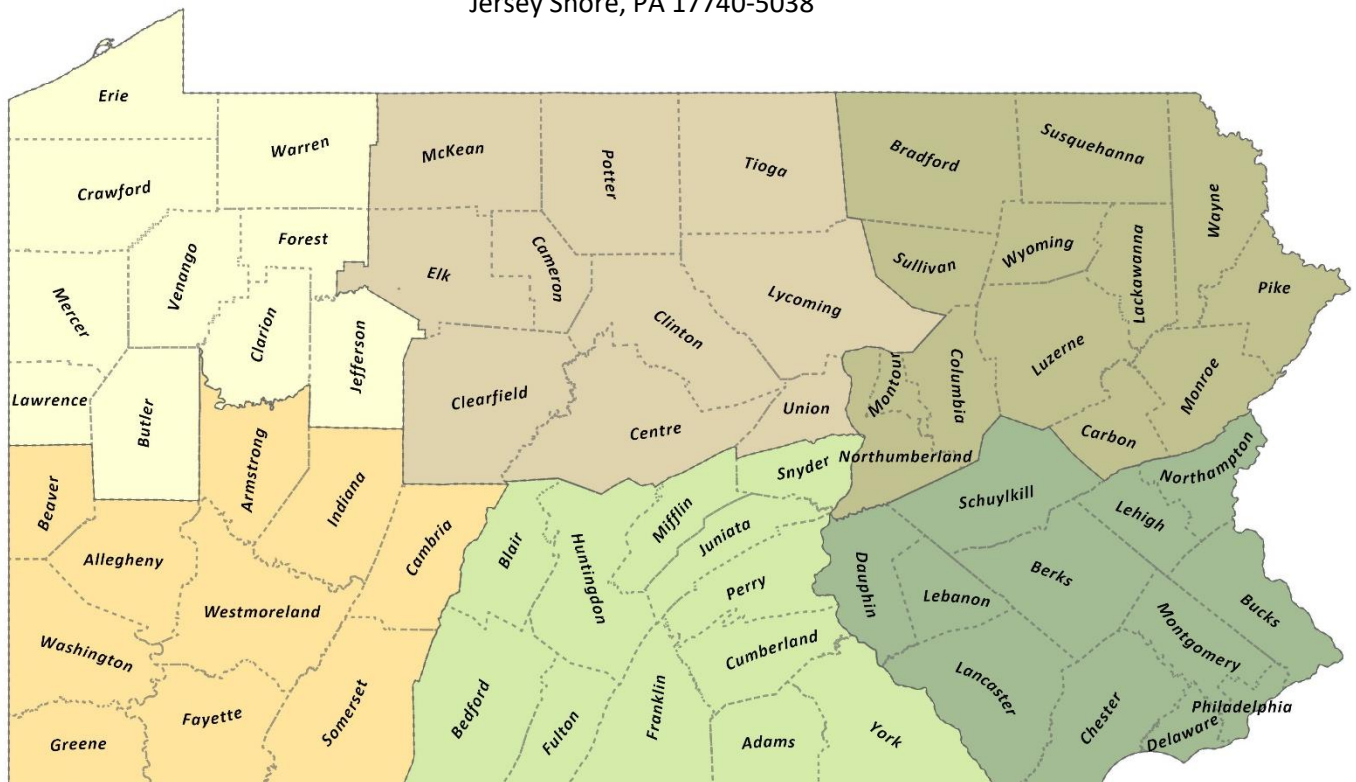 Jersey Shore, PA 17740-5038
Erie
Warren
McKean
Potter
Tioga
Bradford
Susquehanna
Wayne
Crawford
Forest
Venango
Elk
Cameron
Sullivan
Wyoming
Lackawanna
Pike
Mercer
Clarion
Jefferson
Clinton
Lycoming
Luzerne
Monroe
Lawrence
Butler
Clearfield
Centre
Union
Montour
Columbia
Carbon
Northumberland
Beaver
Armstrong
Indiana
Cambria
Snyder
Schuylkill
Northampton
Lehigh
Allegheny
Blair
Huntingdon
Mifflin
Juniata
Dauphin
Berks
Westmoreland
Perry
Lebanon
Bucks
Washington
Cumberland
Montgomery
Greene
Fayette
Somerset
Bedford
Fulton
Franklin
Adams
York
Lancaster
Chester
Delaware
Philadelphia